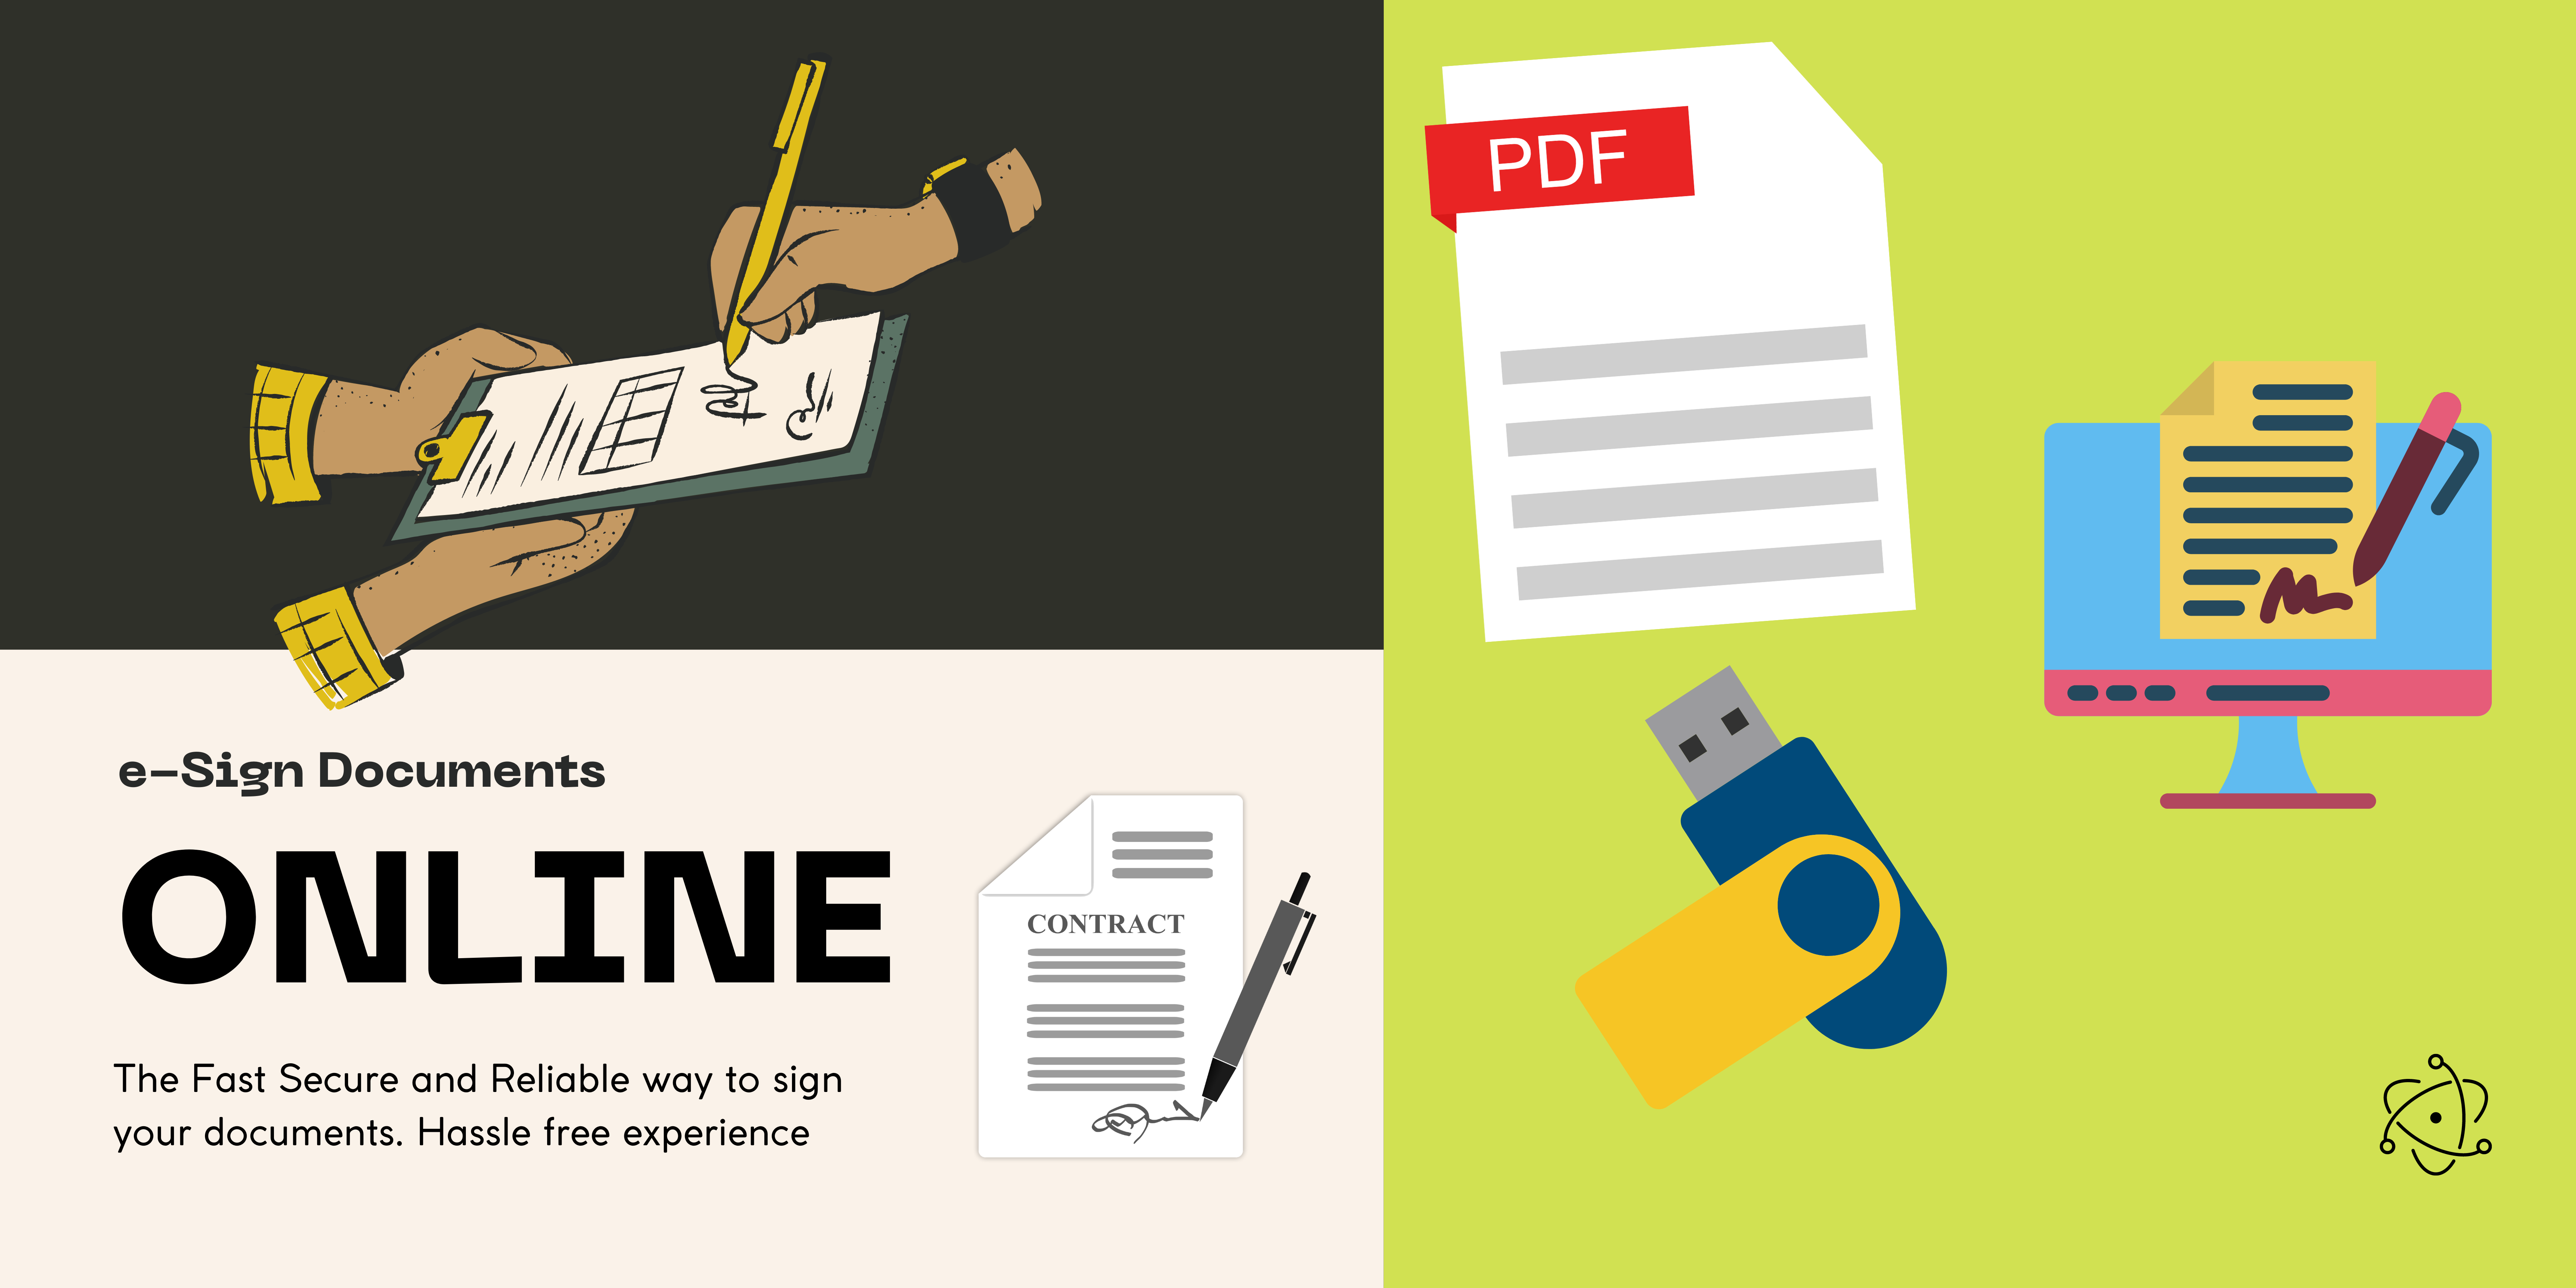 PDF
e-Sign Documents
ONLINE
CONTRACT
The Fast Secure and Reliable way to sign
your documents. Hassle free experience